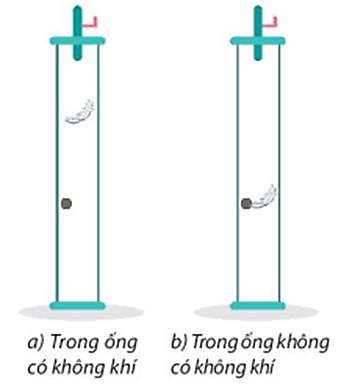 a) Trong ống
có không khí
b) Trong ống không
có không khí